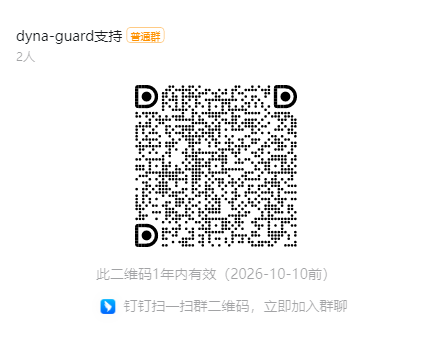 dyna-guard支持 普通群
2人
此二维码1年内有效（2026-10-10前）
钉钉扫一扫群二维码，立即加入群聊